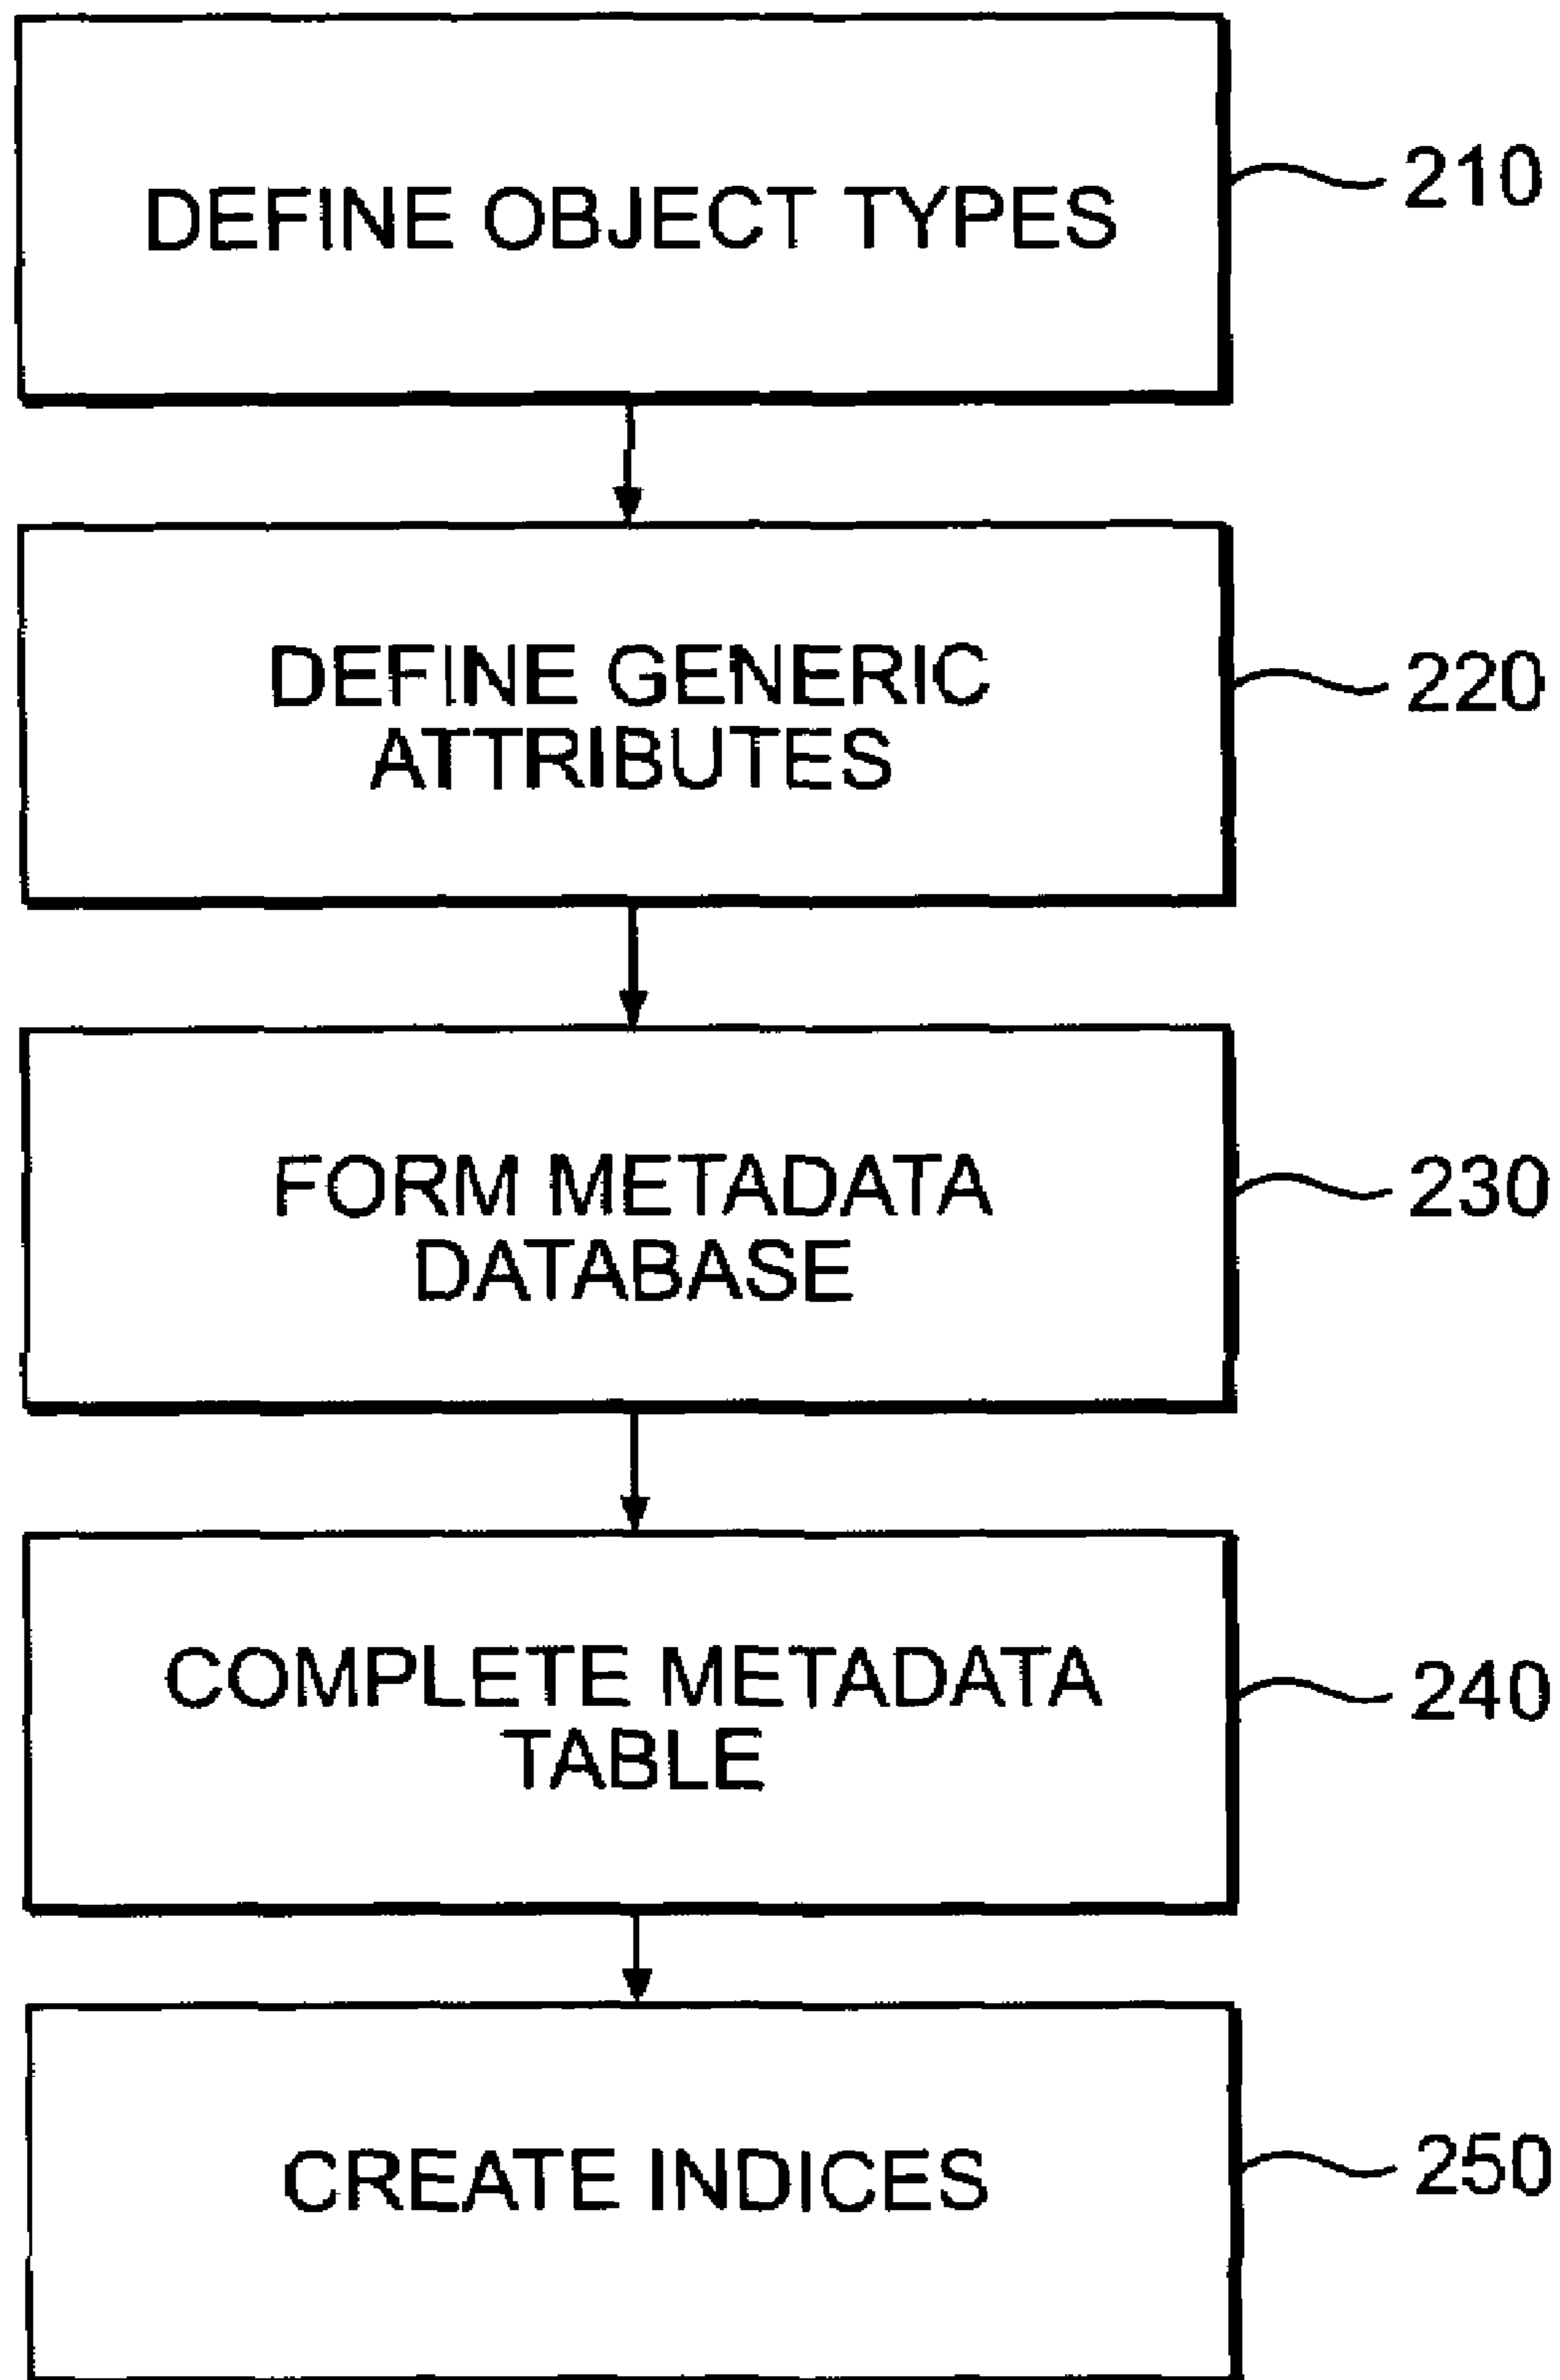 DEFINE OBJECT TYPES
210
DEFINE GENERIC
ATTRIBUTES
220
FORM METADATA
DATABASE
230
COMPLETE METADATA
TABLE
240
CREATE INDICES
250